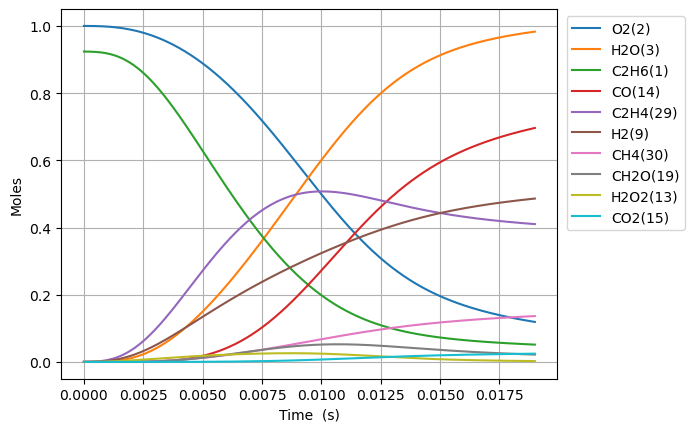 1.0
0.8
0.6
0.4
0.2
0.0
Moles
0.0000 0.0025 0.0050 0.0075 0.0100 0.0125 0.0150 0.0175
Time (s)
O2(2)
H2O(3)
C2H6(1)
CO(14)
C2H4(29)
H2(9)
CH4(30)
CH2O(19)
H2O2(13)
CO2(15)